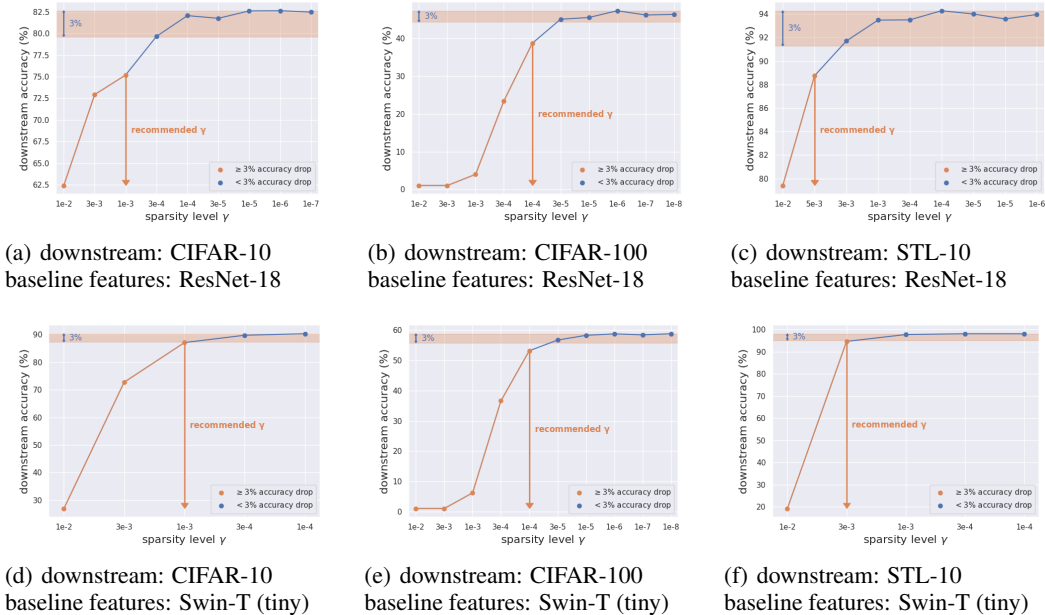 downstream accuracy (%)
82.5
80.0
77.5
75.0
72.5
70.0
67.5
65.0
62.5
3%
recommended γ
≥ 3% accuracy drop
< 3% accuracy drop
1e-2 3e-3 1e-3 3e-4 1e-4 3e-5 1e-5 1e-6 1e-7
sparsity level γ
(a) downstream: CIFAR-10
baseline features: ResNet-18
downstream accuracy (%)
40
30
20
10
0
3%
recommended γ
≥ 3% accuracy drop
< 3% accuracy drop
1e-2 3e-3 1e-3 3e-4 1e-4 3e-5 1e-5 1e-6 1e-7 1e-8
sparsity level γ
(b) downstream: CIFAR-100
baseline features: ResNet-18
downstream accuracy (%)
94
92
90
88
86
84
82
80
3%
recommended γ
≥ 3% accuracy drop
< 3% accuracy drop
1e-2 5e-3 3e-3 1e-3 3e-4 1e-4 3e-5 1e-5 1e-6
sparsity level γ
(c) downstream: STL-10
baseline features: ResNet-18
downstream accuracy (%)
90
80
70
60
50
40
30
3%
recommended γ
≥ 3% accuracy drop
< 3% accuracy drop
1e-2 3e-3 1e-3 3e-4 1e-4
sparsity level γ
(d) downstream: CIFAR-10
baseline features: Swin-T (tiny)
downstream accuracy (%)
60
50
40
30
20
10
0
3%
recommended γ
≥ 3% accuracy drop
< 3% accuracy drop
1e-2 3e-3 1e-3 3e-4 1e-4 3e-5 1e-5 1e-6 1e-7 1e-8
sparsity level γ
(e) downstream: CIFAR-100
baseline features: Swin-T (tiny)
downstream accuracy (%)
100
90
80
70
60
50
40
30
20
3%
recommended γ
≥ 3% accuracy drop
< 3% accuracy drop
1e-2 3e-3 1e-3 3e-4 1e-4
sparsity level γ
(f) downstream: STL-10
baseline features: Swin-T (tiny)